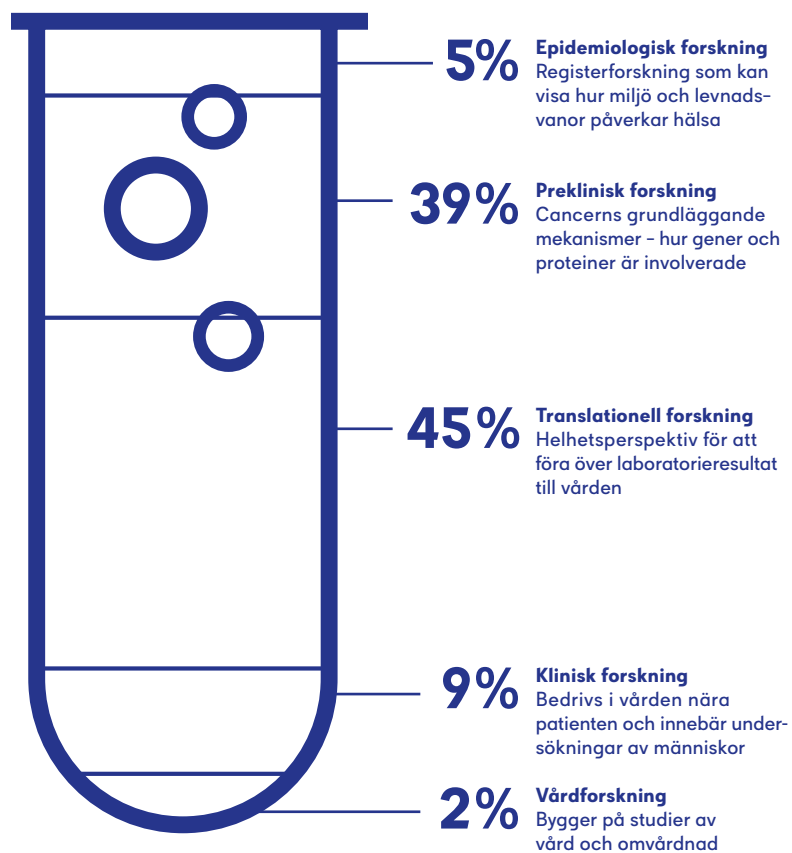 5%
Epidemiologisk forskning
Registerforskning som kan
visa hur miljö och levnads-
vanor påverkar hälsa
39%
Preklinisk forskning
Cancerns grundläggande
mekanismer – hur gener och
proteiner är involverade
45%
Translationell forskning
Helhetsperspektiv för att
föra över laboratorieresultat
till vården
9%
Klinisk forskning
Bedrivs i vården nära
patienten och innebär under-
sökningar av människor
2%
Vårdforskning
Bygger på studier av
vård och omvårdnad